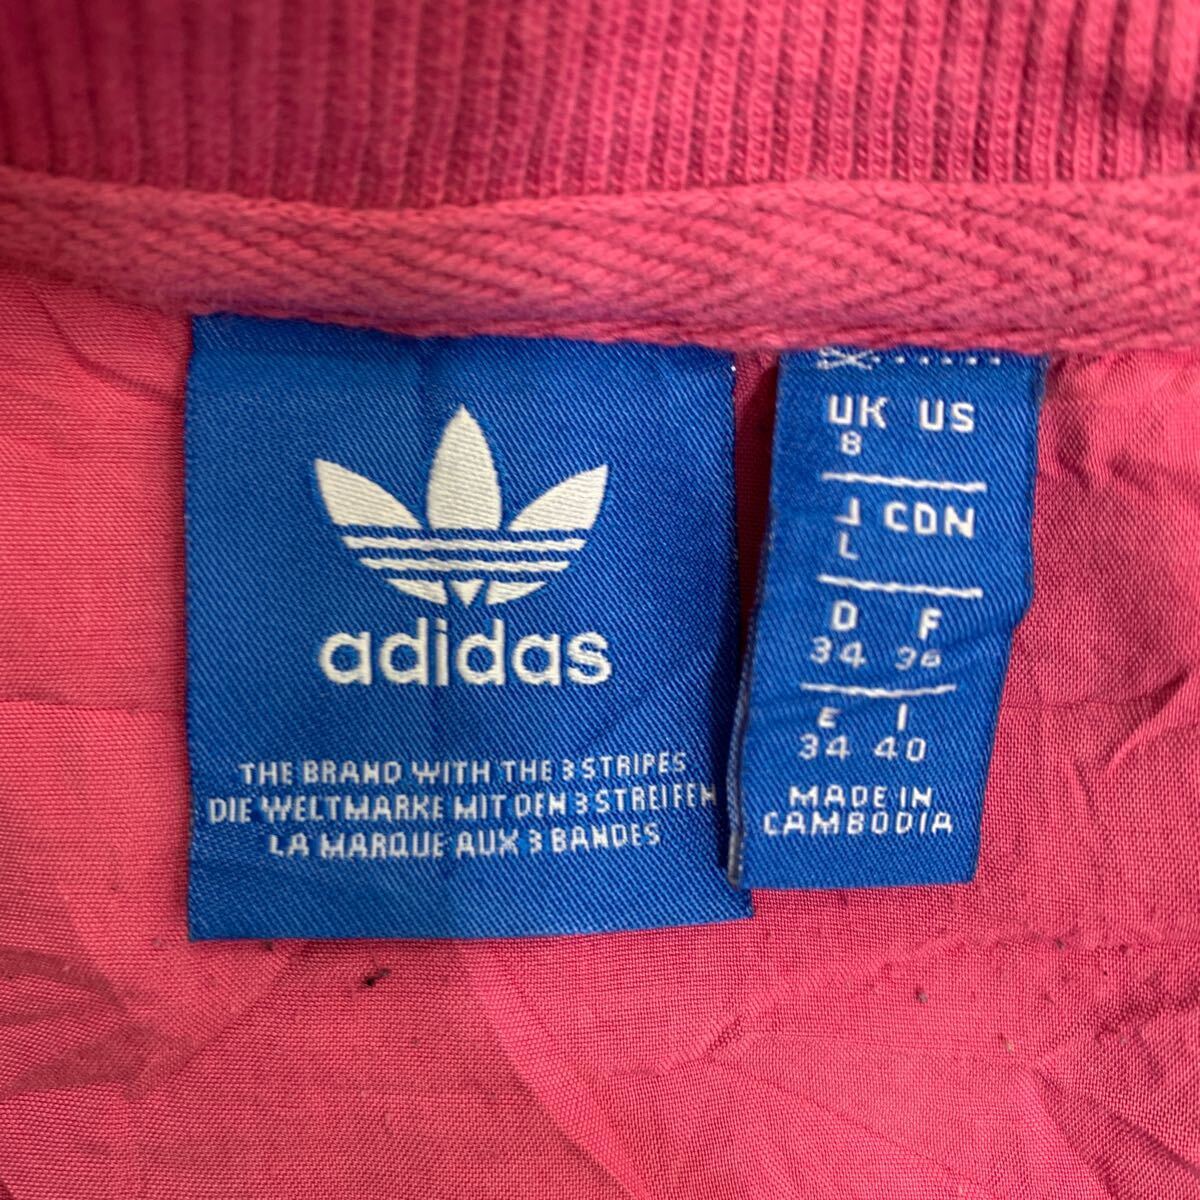 adidas
THE BRAND WITH THE 3 STRIPES
DIE WELTMARKE MIT DEN 3 STREIFEN
LA MARQUE AUX 3 BANDES
UK US
8
J CDN
L
D F
34 36
E I
34 40
MADE IN
CAMBODIA